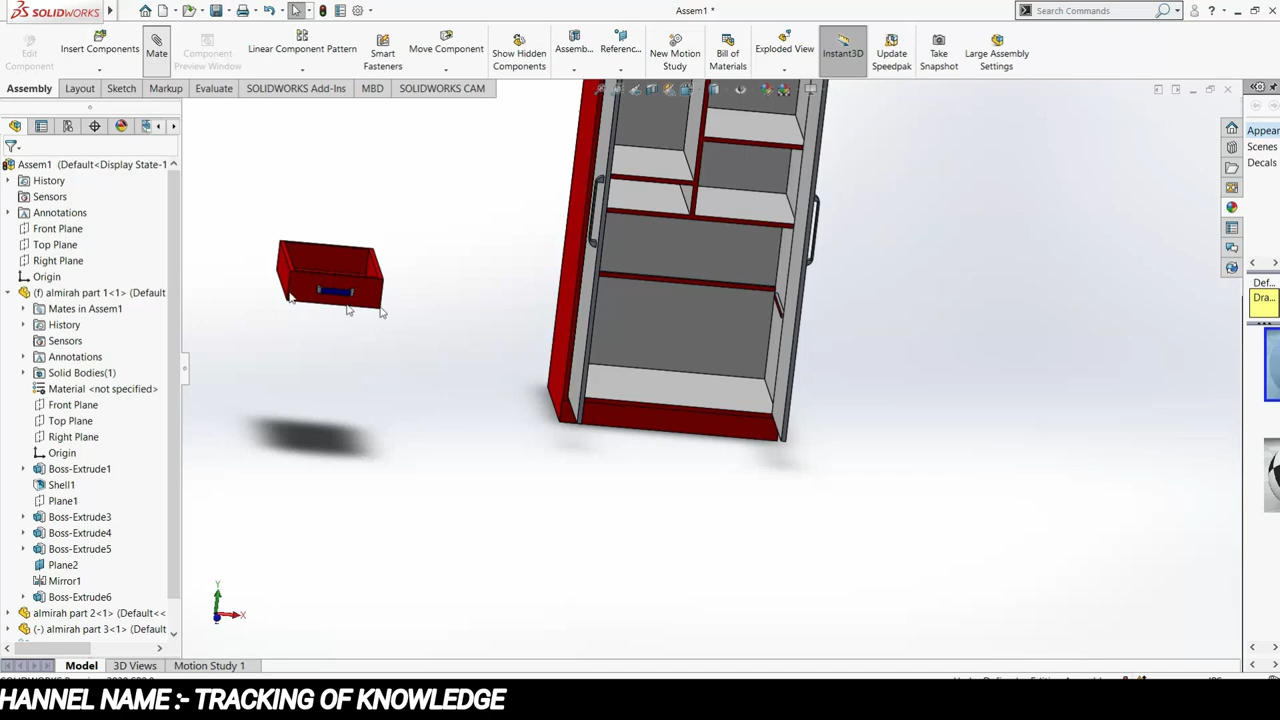 SOLIDWORKS
Assem1 *
Search Commands
Edit Component
Insert Components
Mate
Component Preview Window
Linear Component Pattern
Smart Fasteners
Move Component
Show Hidden Components
Assemb...
Referenc...
New Motion Study
Bill of Materials
Exploded View
Instant3D
Update Speedpak
Take Snapshot
Large Assembly Settings
Assembly
Layout
Sketch
Markup
Evaluate
SOLIDWORKS Add-Ins
MBD
SOLIDWORKS CAM
Assem1 (Default<Display State-1
History
Sensors
Annotations
Front Plane
Top Plane
Right Plane
Origin
(f) almirah part 1<1> (Default
Mates in Assem1
History
Sensors
Annotations
Solid Bodies(1)
Material <not specified>
Front Plane
Top Plane
Right Plane
Origin
Boss-Extrude1
Shell1
Plane1
Boss-Extrude3
Boss-Extrude4
Boss-Extrude5
Plane2
Mirror1
Boss-Extrude6
almirah part 2<1> (Default<<
(-) almirah part 3<1> (Default
Appear
Scenes
Decals
Def...
Dra...
Y
X
Z
Model
3D Views
Motion Study 1
HANNEL NAME :- TRACKING OF KNOWLEDGE